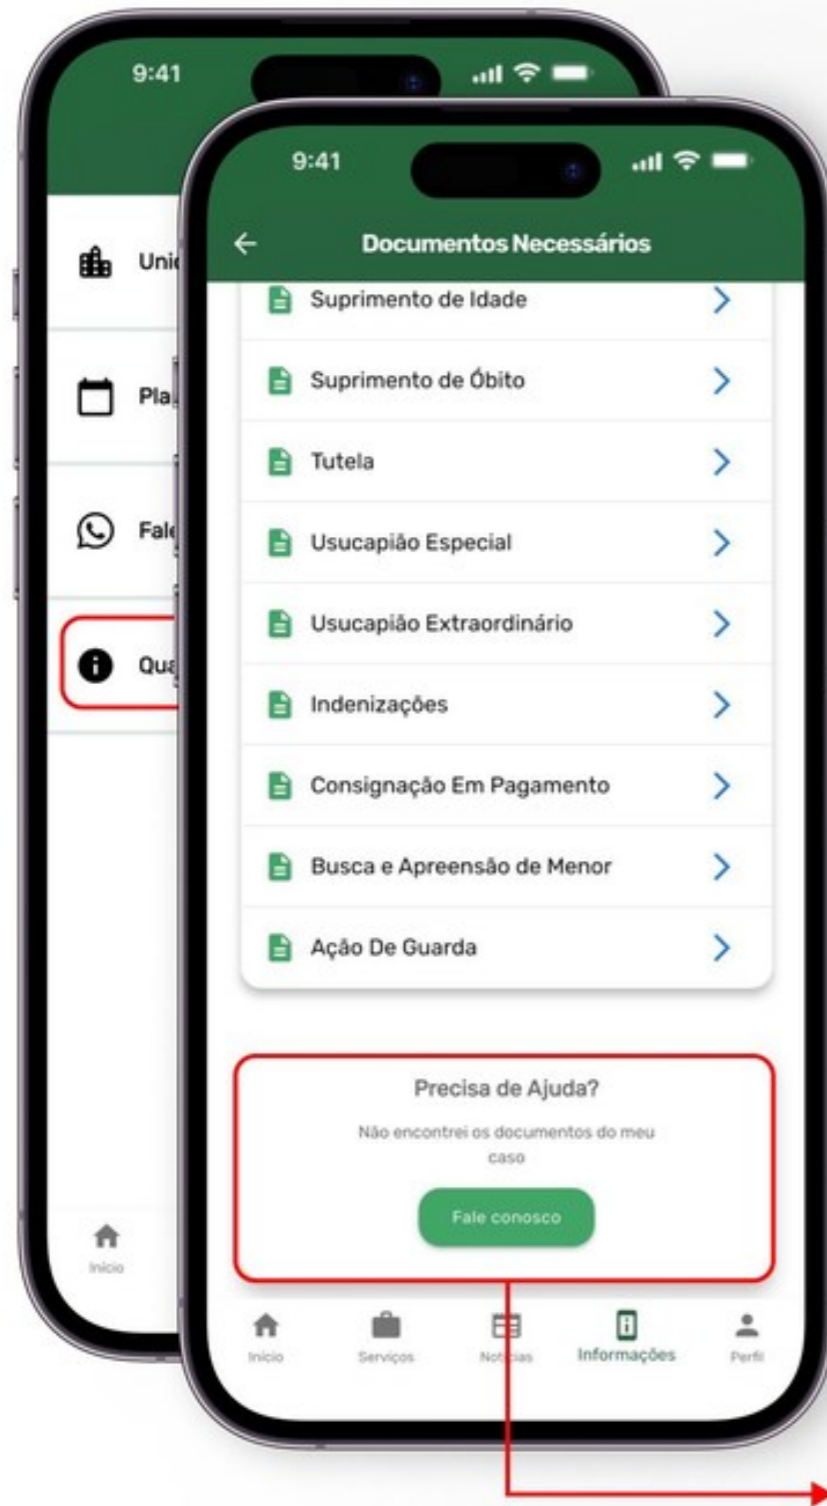 9:41
Uni
Pla
Fale
Qua
Início
9:41
Documentos Necessários
Suprimento de Idade
Suprimento de Óbito
Tutela
Usucapião Especial
Usucapião Extraordinário
Indenizações
Consignação Em Pagamento
Busca e Apreensão de Menor
Ação De Guarda
Precisa de Ajuda?
Não encontrei os documentos do meu
caso
Fale conosco
Início Serviços Notícias Informações Perfil